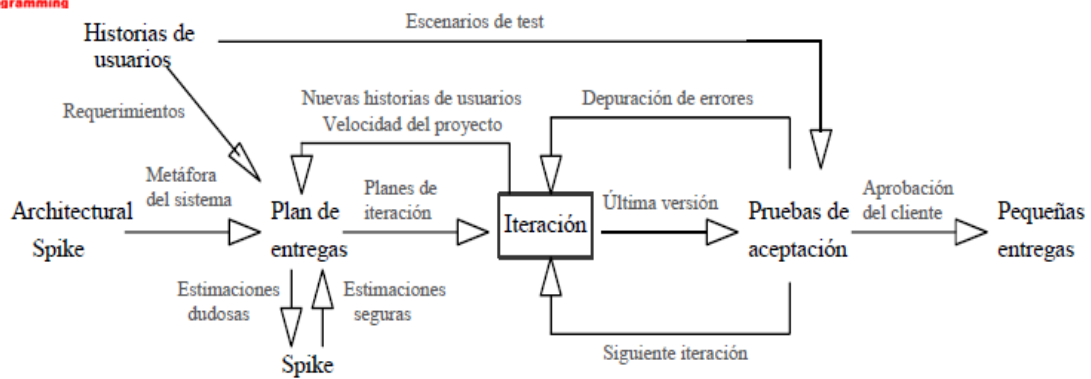 Escenarios de test
Historias de
usuarios
Requerimientos
Nuevas historias de usuarios
Velocidad del proyecto
Depuración de errores
Metáfora
del sistema
Planes de
iteración
Última versión
Aprobación
del cliente
Architectural
Spike
Plan de
entregas
Iteración
Pruebas de
aceptación
Pequeñas
entregas
Estimaciones
dudosas
Estimaciones
seguras
Siguiente iteración
Spike